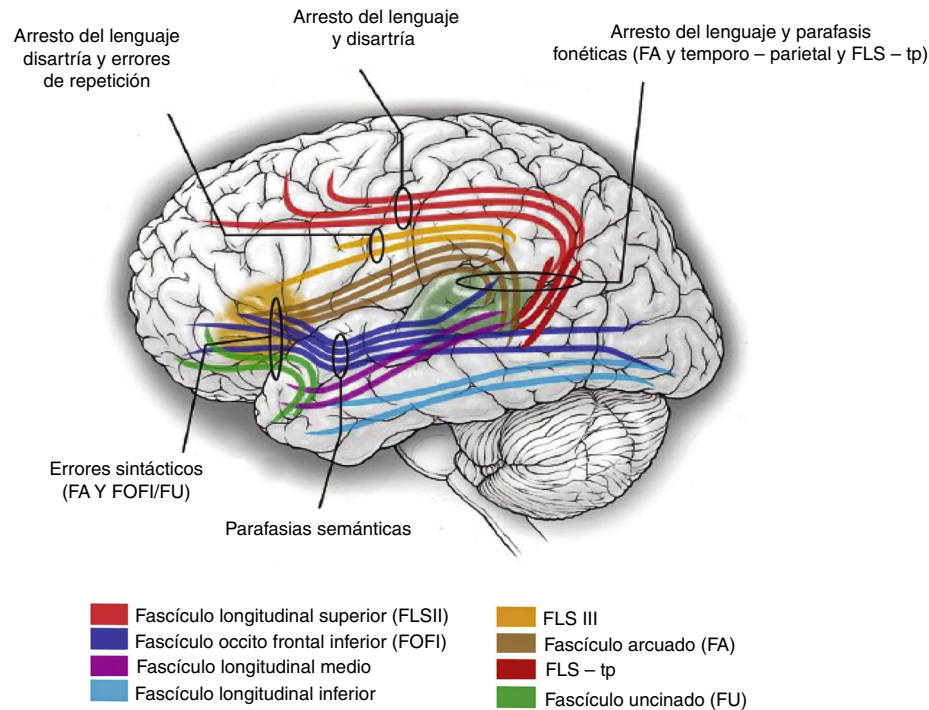 Arresto del lenguaje
disartría y errores
de repetición
Arresto del lenguaje
y disartría
Arresto del lenguaje y parafasis
fonéticas (FA y temporo – parietal y FLS – tp)
Errores sintácticos
(FA Y FOFI/FU)
Parafasias semánticas
Fascículo longitudinal superior (FLSII)
Fascículo occito frontal inferior (FOFI)
Fascículo longitudinal medio
Fascículo longitudinal inferior
FLS III
Fascículo arcuado (FA)
FLS – tp
Fascículo uncinado (FU)